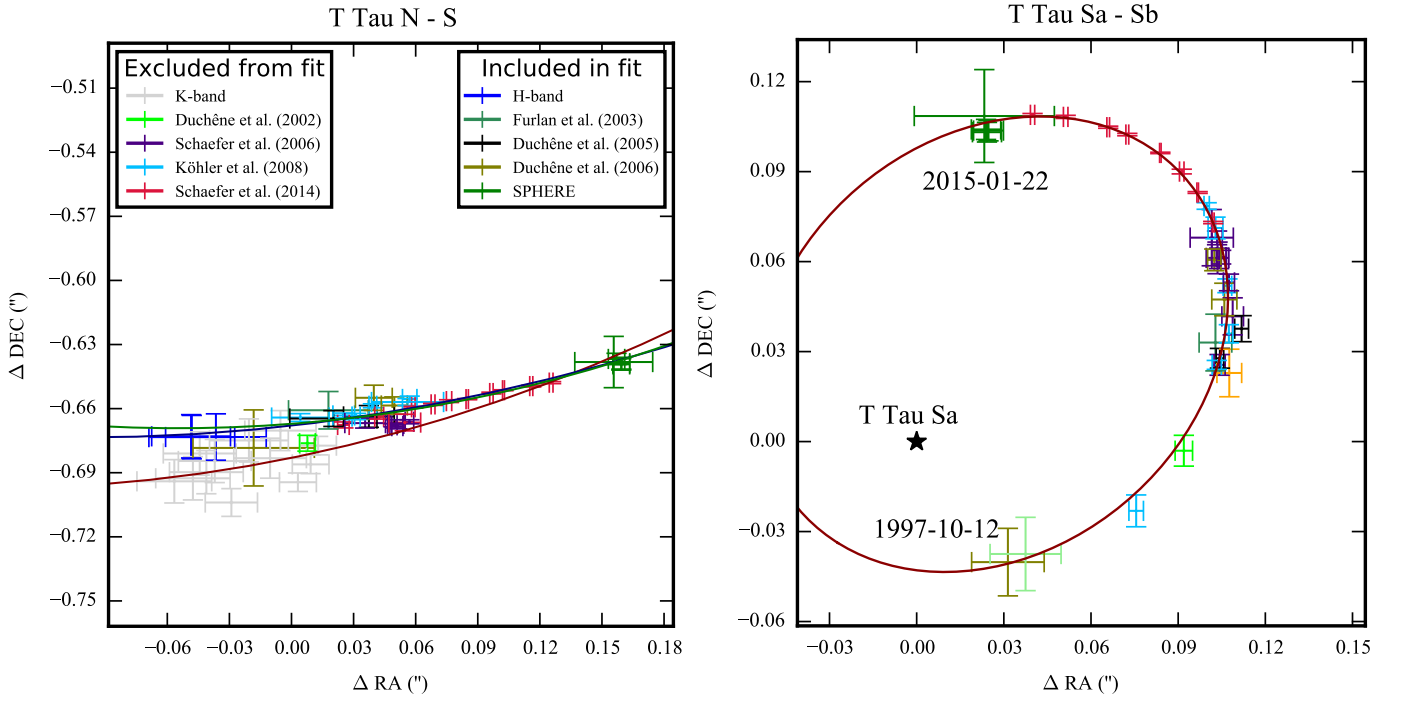 T Tau N - S
Excluded from fit
K-band
Duchêne et al. (2002)
Schaefer et al. (2006)
Köhler et al. (2008)
Schaefer et al. (2014)
Included in fit
H-band
Furlan et al. (2003)
Duchêne et al. (2005)
Duchêne et al. (2006)
SPHERE
−0.51
−0.54
−0.57
−0.60
−0.63
−0.66
−0.69
−0.72
−0.75
Δ DEC (")
−0.06
−0.03
0.00
0.03
0.06
0.09
0.12
0.15
0.18
Δ RA (")
T Tau Sa - Sb
0.12
0.09
0.06
0.03
0.00
−0.03
−0.06
Δ DEC (")
2015-01-22
T Tau Sa
1997-10-12
−0.03
0.00
0.03
0.06
0.09
0.12
0.15
Δ RA (")